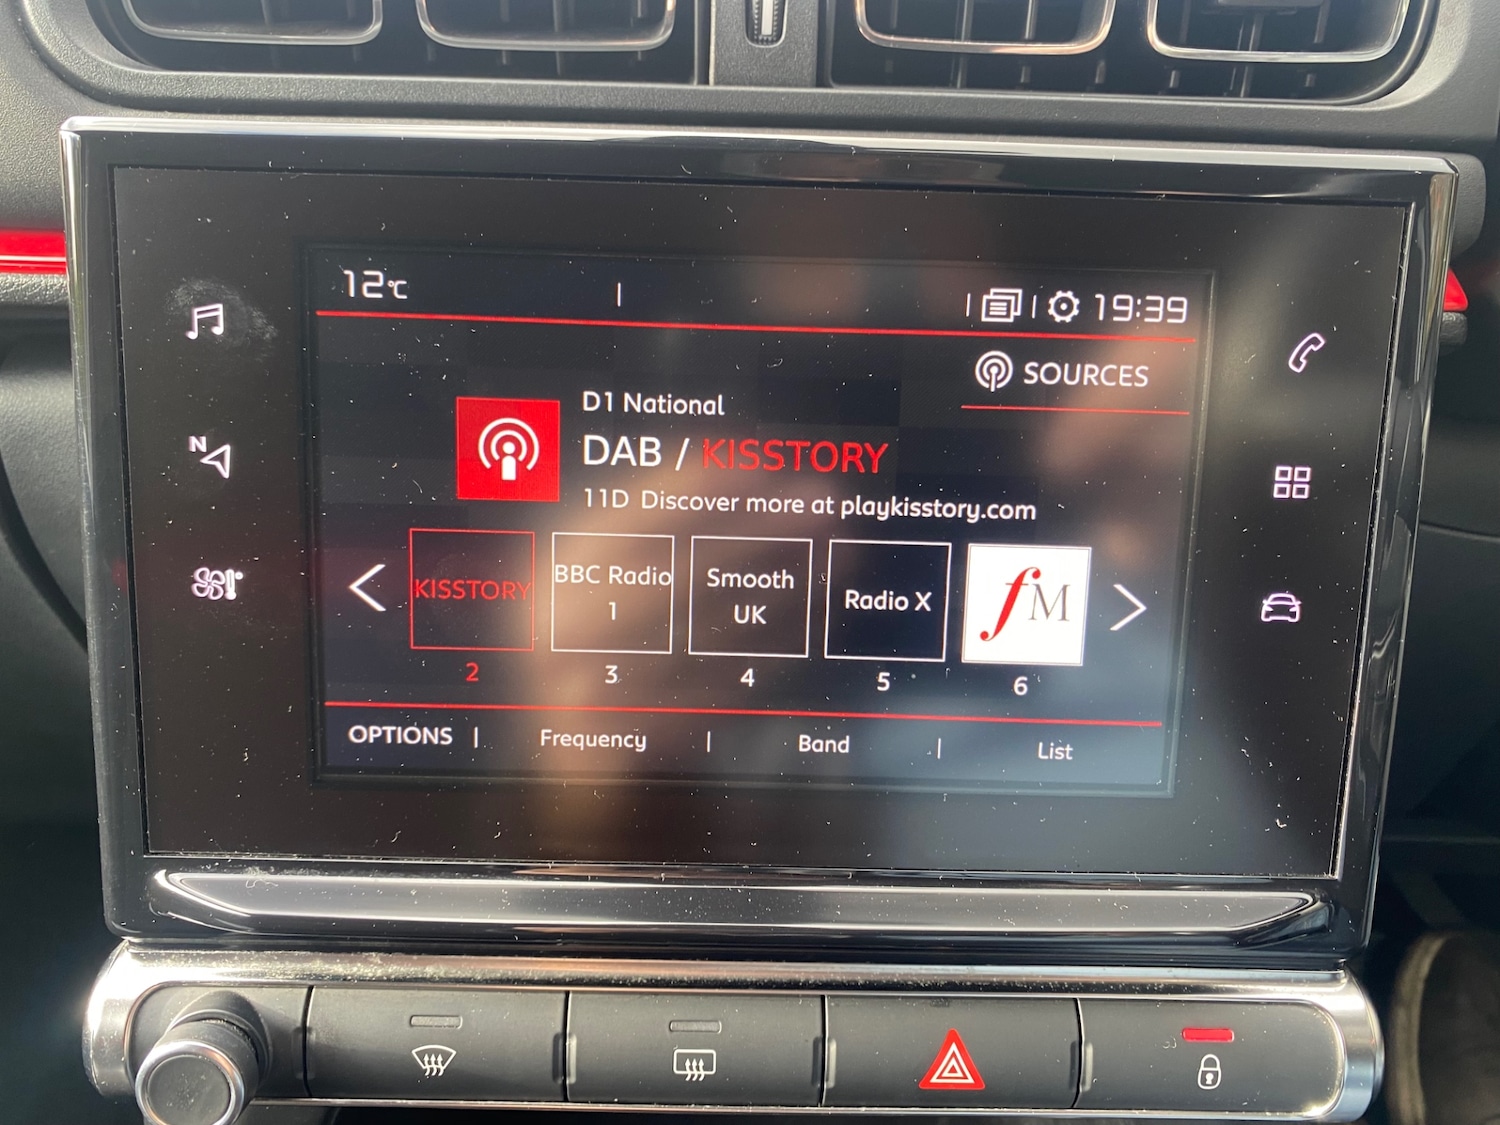 12°C
19:39
SOURCES
D1 National
DAB / KISSTORY
11D Discover more at playkisstory.com
N
KISSTORY
BBC Radio
1
Smooth
UK
Radio X
fM
2
3
4
5
6
OPTIONS
Frequency
Band
List